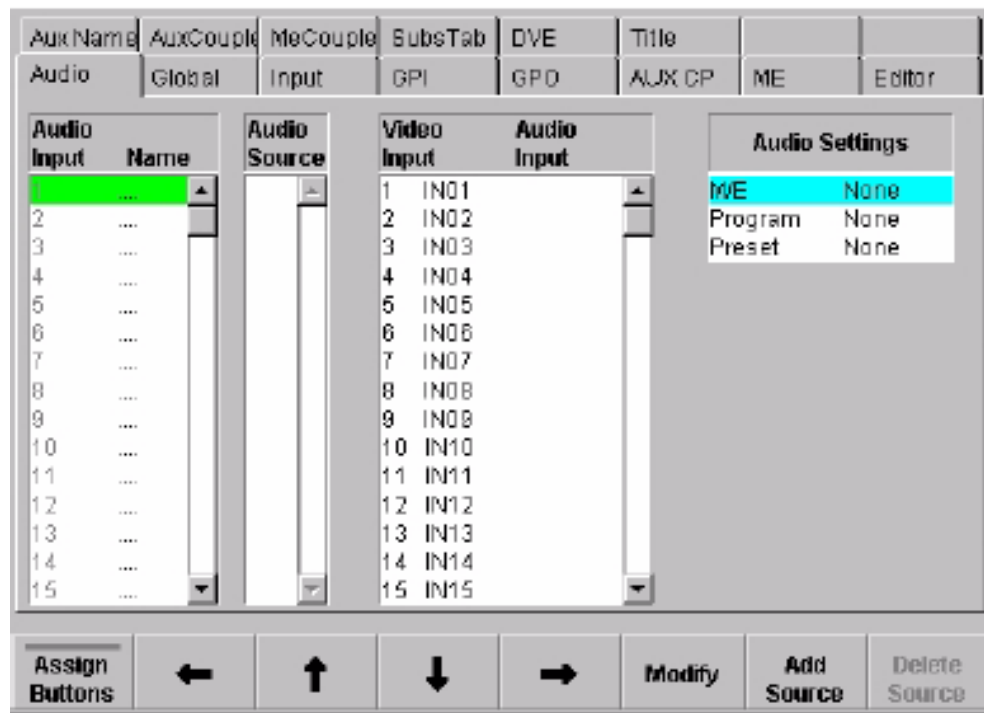 Aux Name AuxCouple MeCouple SubsTab DVE Title
Audio Global Input GPI GPO AUX CP ME Editor
Audio Input Name
Audio Source
Video Input Audio Input
Audio Settings
1 ....
2 ....
3 ....
4 ....
5 ....
6 ....
7 ....
8 ....
9 ....
10 ....
11 ....
12 ....
13 ....
14 ....
15 ....
1 IN01
2 IN02
3 IN03
4 IN04
5 IN05
6 IN06
7 IN07
8 IN08
9 IN09
10 IN10
11 IN11
12 IN12
13 IN13
14 IN14
15 IN15
M/E None
Program None
Preset None
Assign Buttons
Modify
Add Source
Delete Source